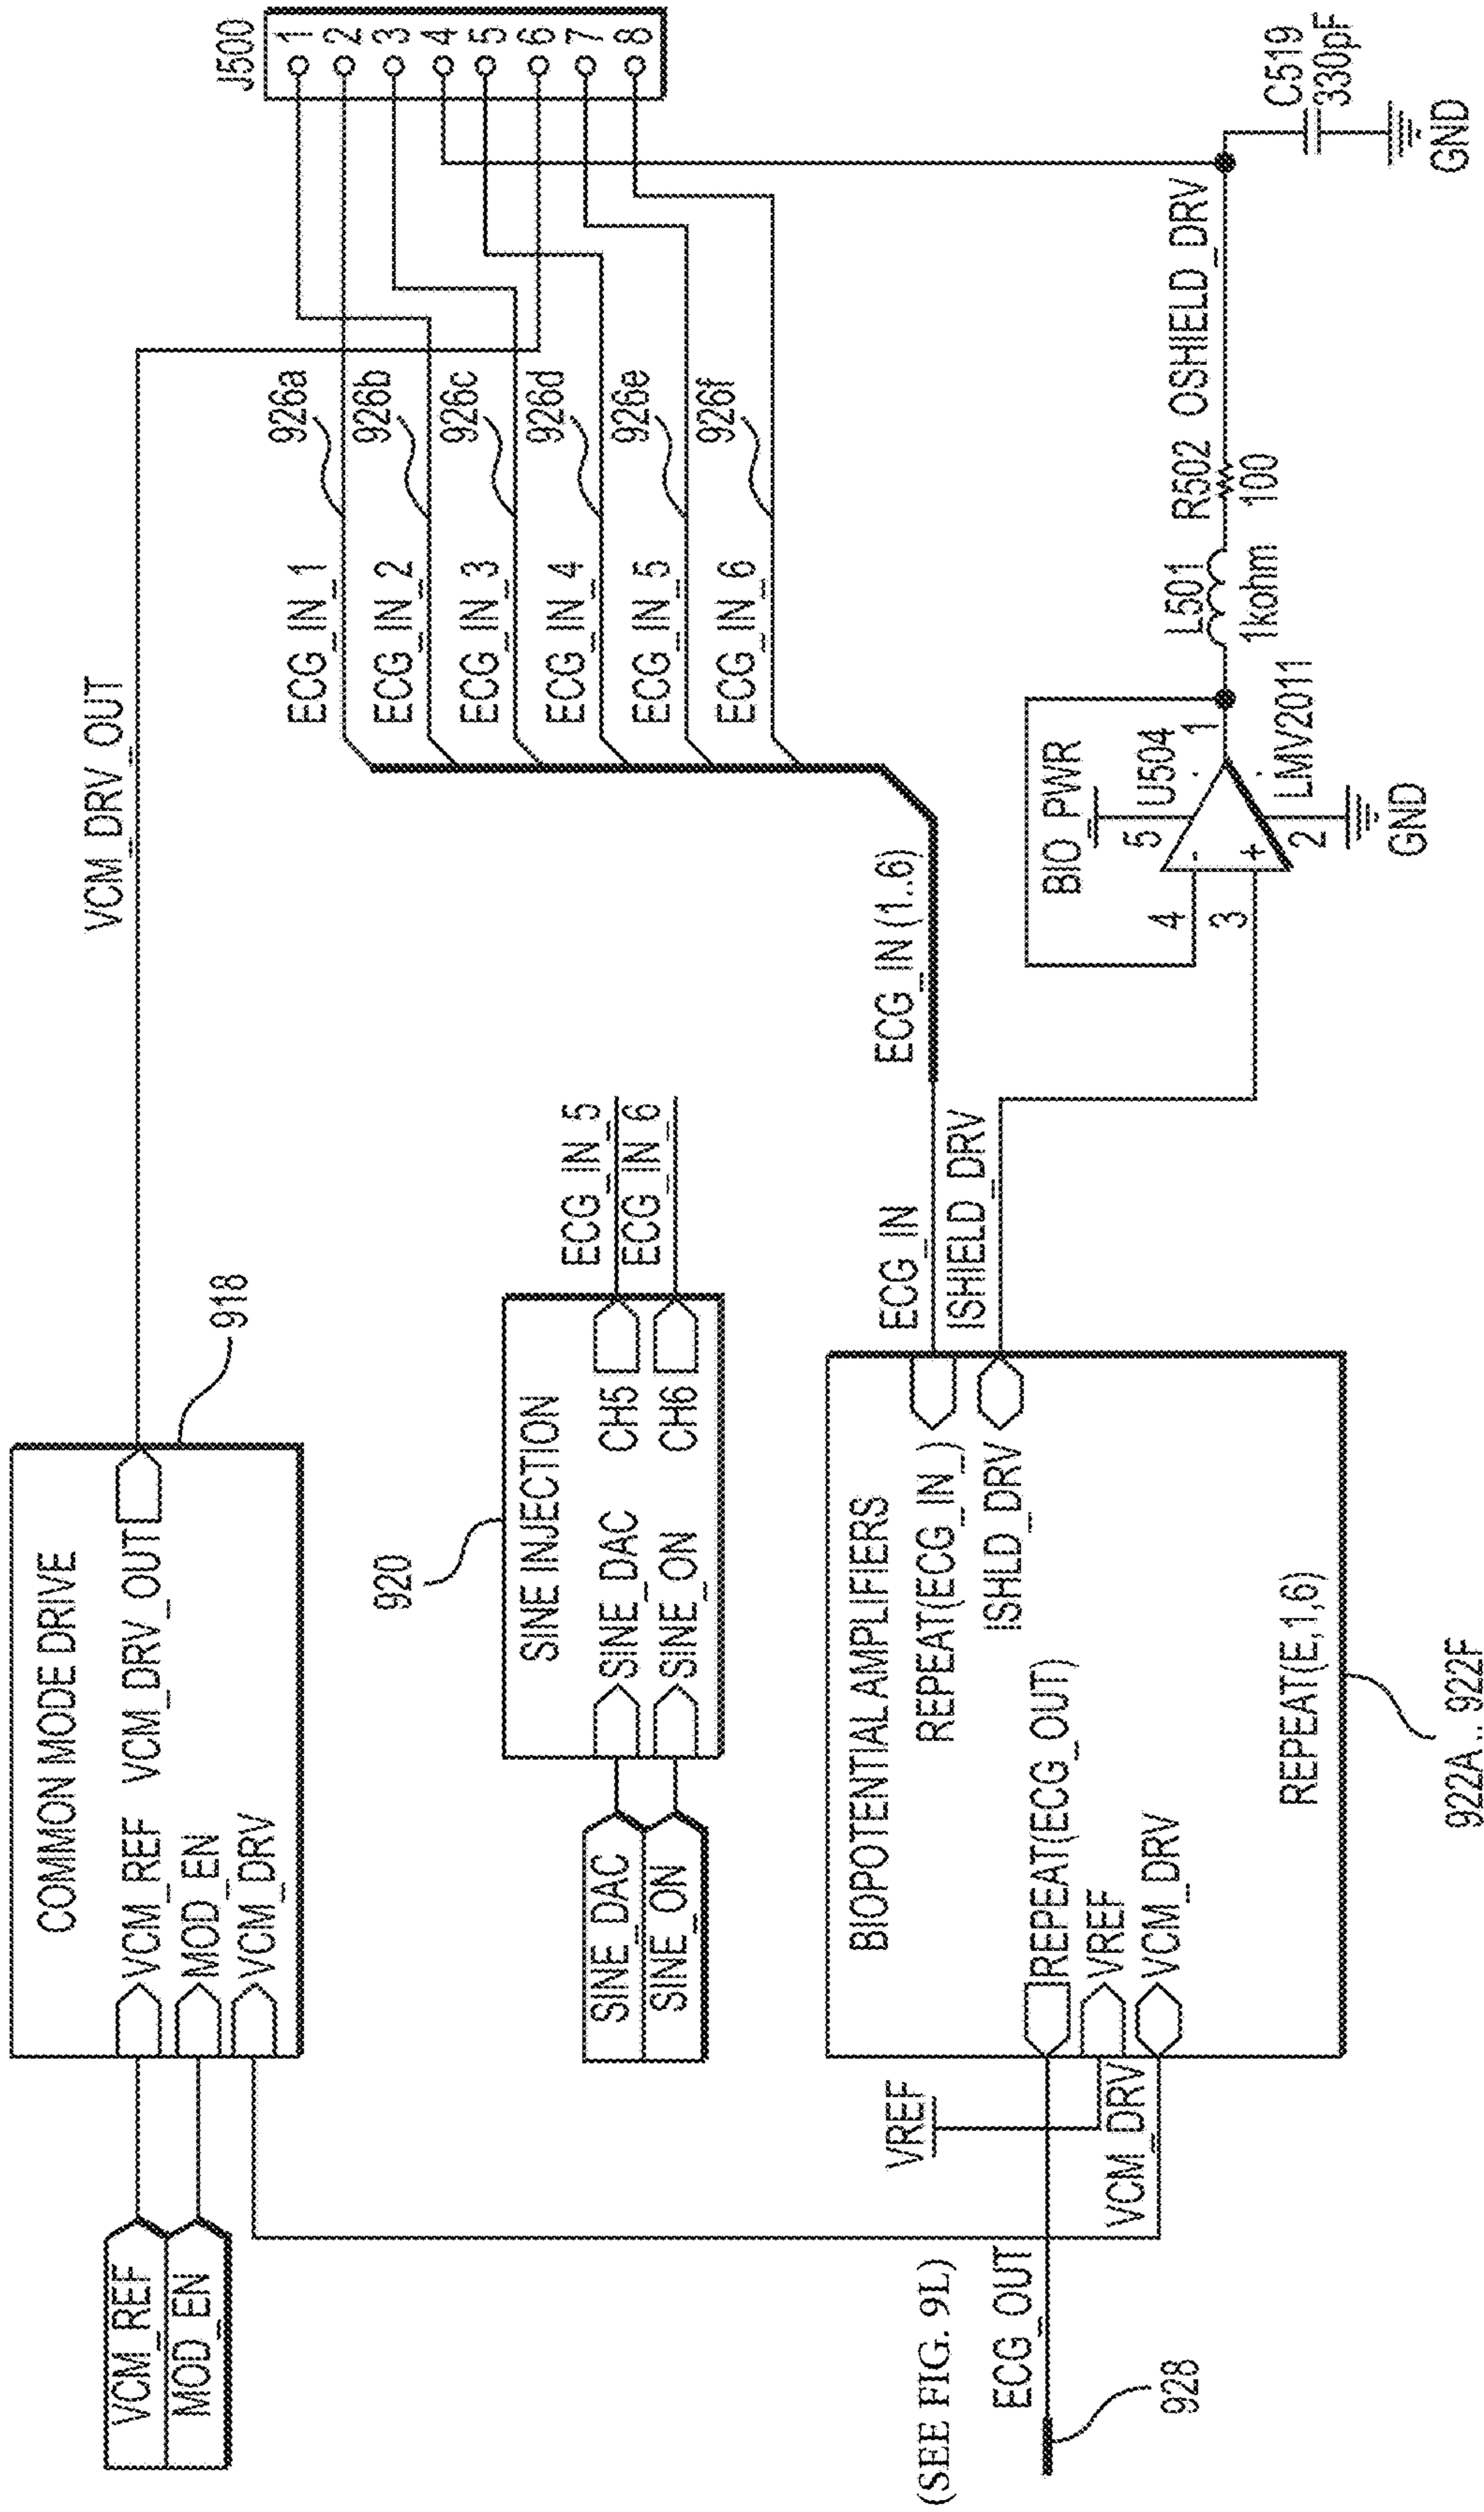 COMMON MODE DRIVE
VCM_REF
MOD_EN
VCM_REF VCM_DRV_OUT
MOD_EN
VCM_DRV
918
VCM_DRV_OUT
J500
1
2
3
4
5
6
7
8
920
SINE INJECTION
SINE_DAC
SINE_ON
SINE_DAC CH5
SINE_ON CH6
ECG_IN_5
ECG_IN_6
ECG_IN_1
926a
ECG_IN_2
926b
ECG_IN_3
926c
ECG_IN_4
926d
ECG_IN_5
926e
ECG_IN_6
926f
BIOPOTENTIAL AMPLIFIERS
REPEAT(ECG_IN_)
ISHLD_DRV
REPEAT(ECG_OUT)
VREF
VCM_DRV
REPEAT(E,1,6)
922A.. 922F
VREF
VCM_DRV
(SEE FIG. 9L)
ECG_OUT
928
ECG_IN
ISHIELD_DRV
ECG_IN (1..6)
BIO_PWR
5
U504
1
4
3
2
-
+
LMV2011
GND
L501
1kohm
R502
100
OSHIELD_DRV
C519
330pF
GND